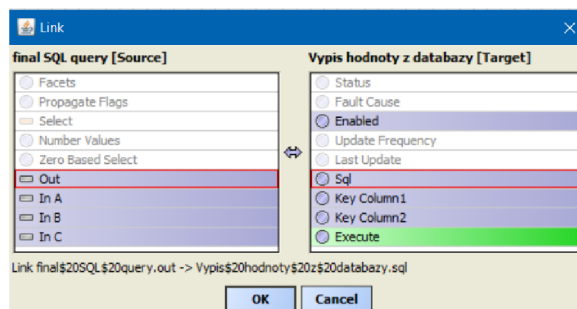 Link
final SQL query [Source]
Facets
Propagate Flags
Select
Number Values
Zero Based Select
Out
In A
In B
In C
Vypis hodnoty z databazy [Target]
Status
Fault Cause
Enabled
Update Frequency
Last Update
Sql
Key Column1
Key Column2
Execute
Link final$20SQL$20query.out -> Vypis$20hodnoty$20z$20databazy.sql
OK
Cancel